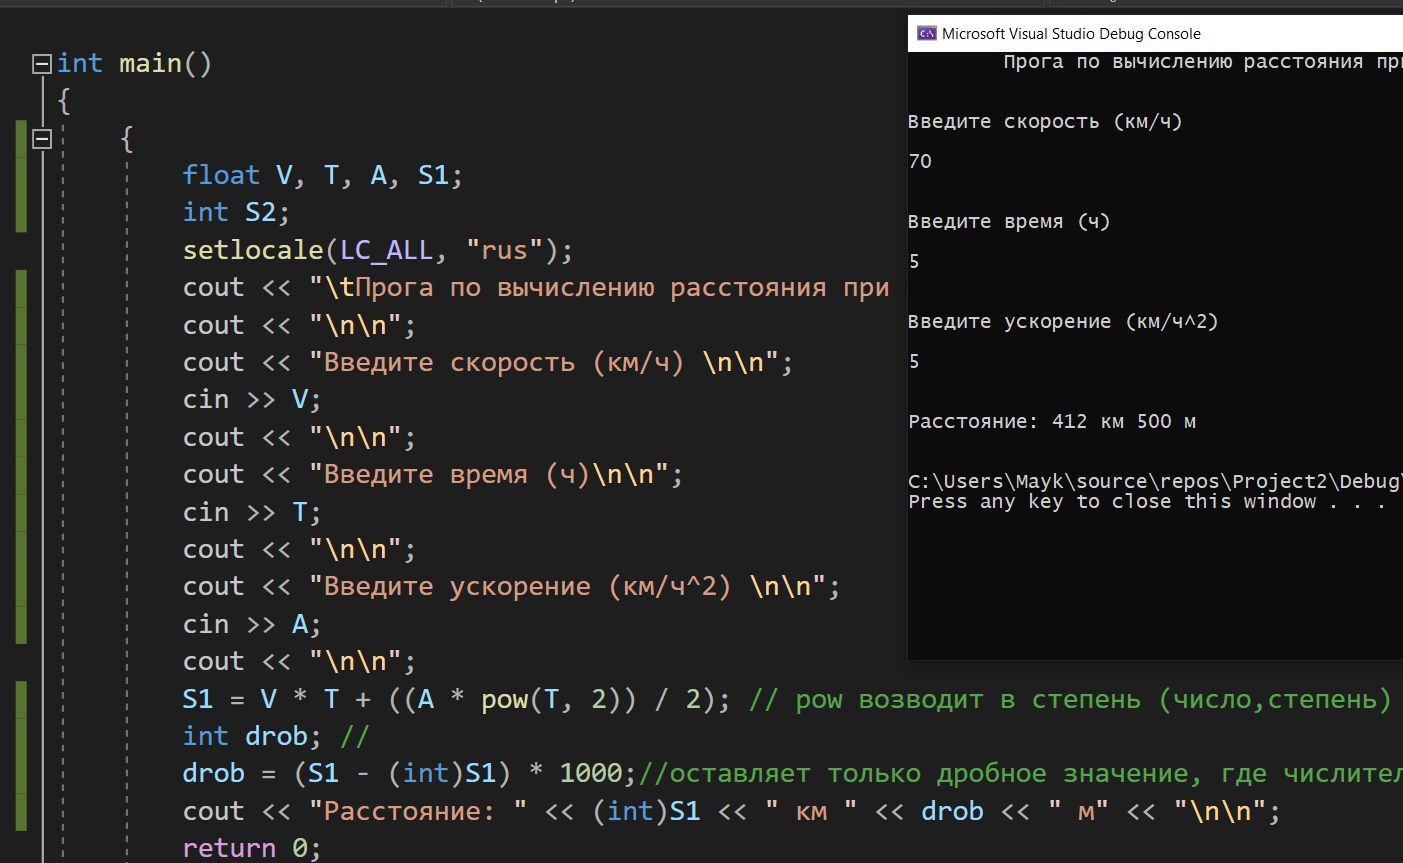 int main()
{
{
float V, T, A, S1;
int S2;
setlocale(LC_ALL, "rus");
cout << "\tПрога по вычислению расстояния при
cout << "\n\n";
cout << "Введите скорость (км/ч) \n\n";
cin >> V;
cout << "\n\n";
cout << "Введите время (ч)\n\n";
cin >> T;
cout << "\n\n";
cout << "Введите ускорение (км/ч^2) \n\n";
cin >> A;
cout << "\n\n";
S1 = V * T + ((A * pow(T, 2)) / 2); // pow возводит в степень (число,степень)
int drob; //
drob = (S1 - (int)S1) * 1000;//оставляет только дробное значение, где
cout << "Расстояние: " << (int)S1 << " км " << drob << " м" << "\n\n";
return 0;
Microsoft Visual Studio Debug Console
Прога по вычислению расстояния
Введите скорость (км/ч)
70
Введите время (ч)
5
Введите ускорение (км/ч^2)
5
Расстояние: 412 км 500 м
C:\Users\Mayk\source\repos\Project2\Debug\
Press any key to close this window . . .